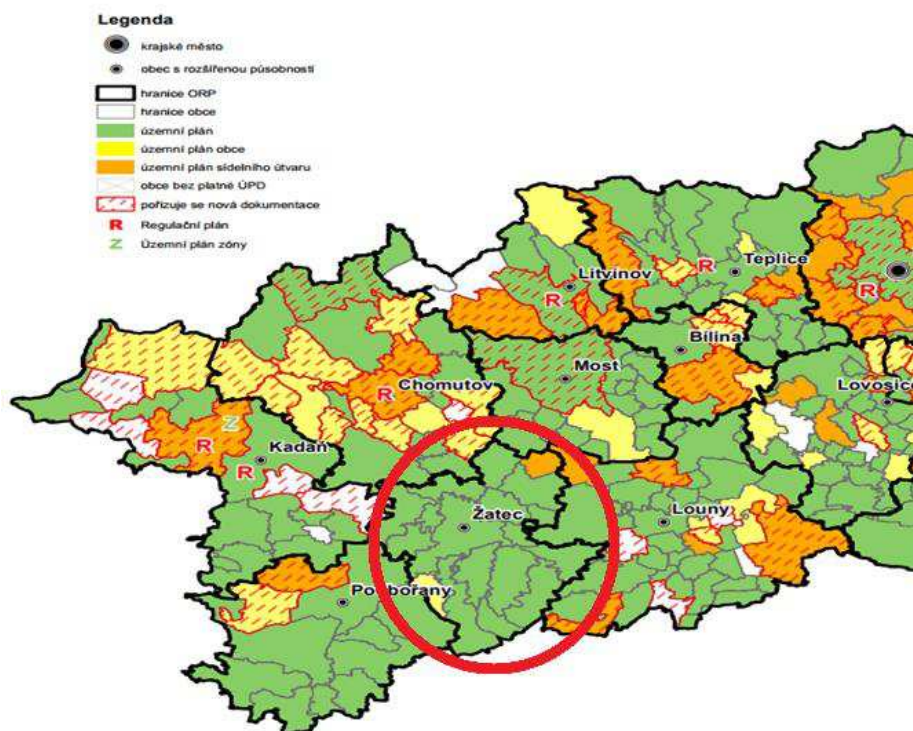 Legenda
krajské město
obec s rozšířenou působností
hranice ORP
hranice obce
územní plán
územní plán obce
územní plán sídelního útvaru
obce bez platné ÚPD
pořizuje se nová dokumentace
R Regulační plán
Z Územní plán zóny
Litvínov
R
R
Teplice
R
Bílina
Most
Chomutov
R
Lovosice
Z
R
Kadaň
R
Žatec
Louny
Podbořany